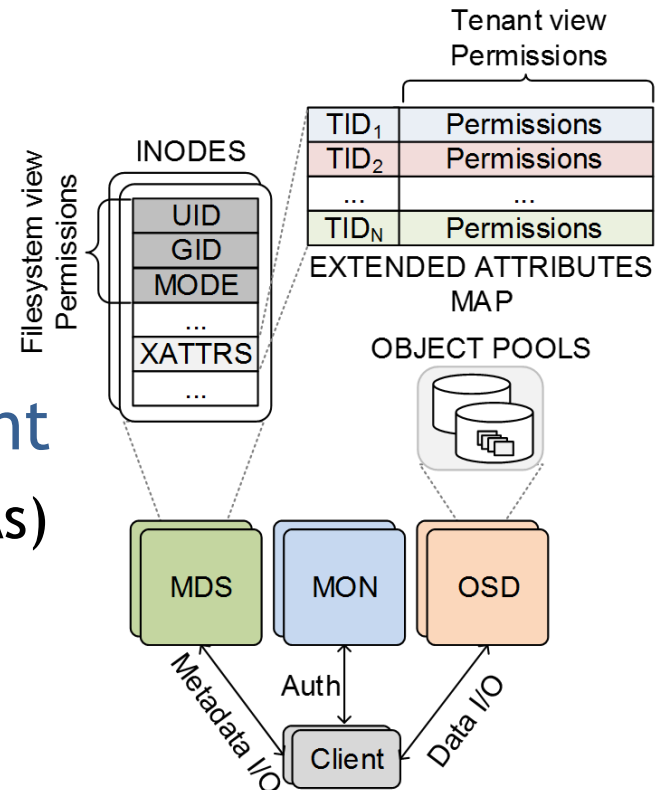 Tenant view
Permissions
INODES
Filesystem view
Permissions
UID
GID
MODE
...
XATTRS
...
TID1 Permissions
TID2 Permissions
... ...
TIDN Permissions
EXTENDED ATTRIBUTES
MAP
OBJECT POOLS
nt
s)
MDS
MON
OSD
Metadata I/O
Auth
Data I/O
Client